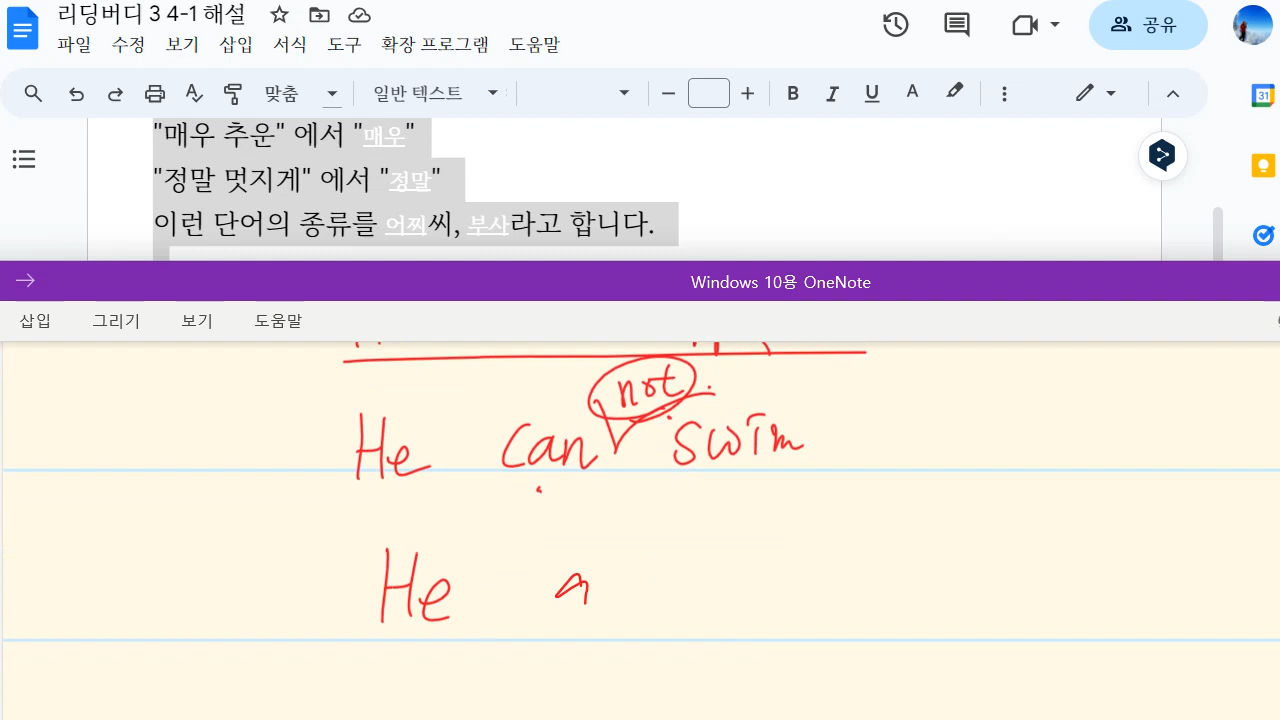 리딩버디 3 4-1 해설
파일 수정 보기 삽입 서식 도구 확장 프로그램 도움말
공유
맞춤 일반 텍스트
B I U A
31
"매우 추운" 에서 "매우"
"정말 멋지게" 에서 "정말"
이런 단어의 종류를 어찌씨, 부사라고 합니다.
Windows 10용 OneNote
삽입 그리기 보기 도움말
not.
He can swim
He